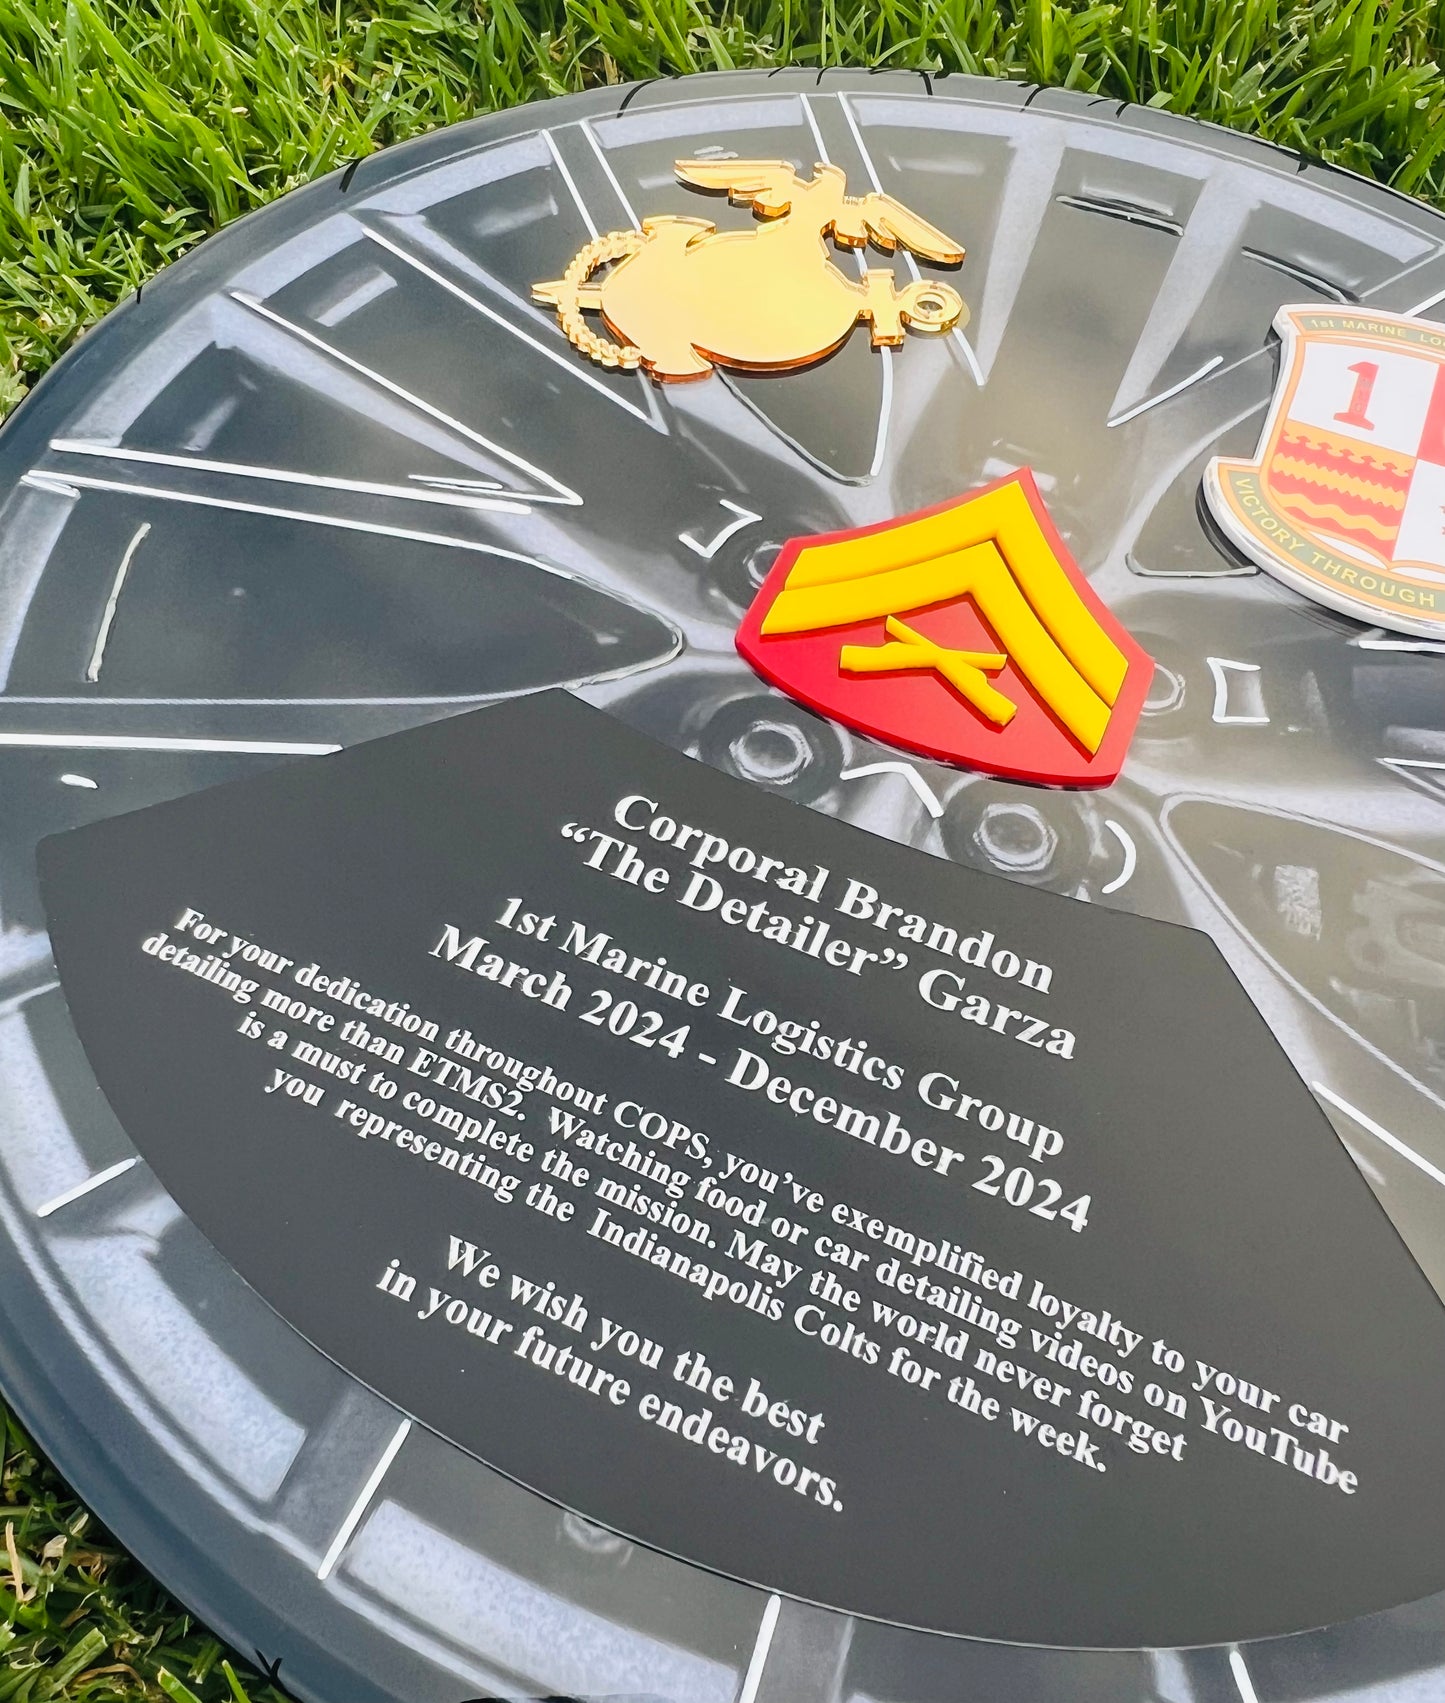 1st MARINE LO
1
VICTORY THROUGH
Corporal Brandon
“The Detailer” Garza
1st Marine Logistics Group
March 2024 - December 2024
For your dedication throughout COPS, you’ve exemplified loyalty to your car
detailing more than ETMS2. Watching food or car detailing videos on YouTube
is a must to complete the mission. May the world never forget
you representing the Indianapolis Colts for the week.
We wish you the best
in your future endeavors.